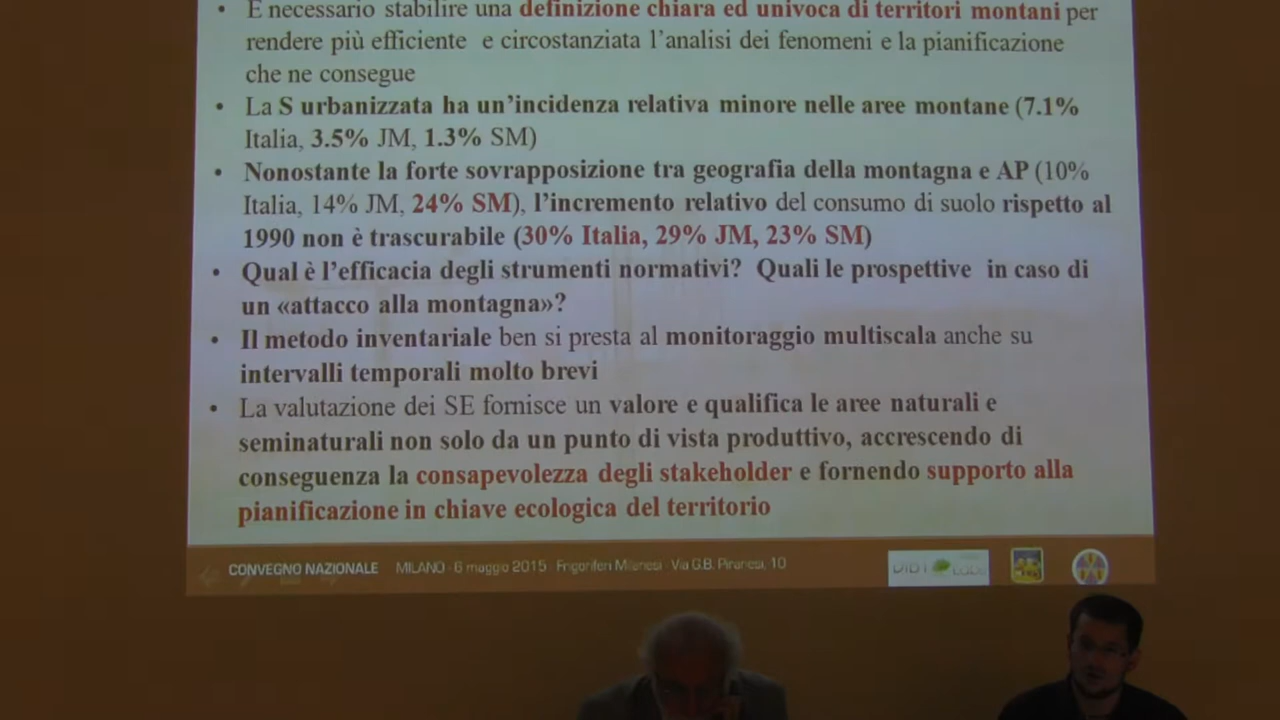 • È necessario stabilire una definizione chiara ed univoca di territori montani per
rendere più efficiente e circostanziata l'analisi dei fenomeni e la pianificazione
che ne consegue
• La S urbanizzata ha un'incidenza relativa minore nelle aree montane (7.1%
Italia, 3.5% JM, 1.3% SM)
• Nonostante la forte sovrapposizione tra geografia della montagna e AP (10%
Italia, 14% JM, 24% SM), l'incremento relativo del consumo di suolo rispetto al
1990 non è trascurabile (30% Italia, 29% JM, 23% SM)
• Qual è l'efficacia degli strumenti normativi? Quali le prospettive in caso di
un «attacco alla montagna»?
• Il metodo inventariale ben si presta al monitoraggio multiscala anche su
intervalli temporali molto brevi
• La valutazione dei SE fornisce un valore e qualifica le aree naturali e
seminaturali non solo da un punto di vista produttivo, accrescendo di
conseguenza la consapevolezza degli stakeholder e fornendo supporto alla
pianificazione in chiave ecologica del territorio
CONVEGNO NAZIONALE MILANO - 6 maggio 2015 - Frigoriferi Milanesi - Via G.B. Piranesi, 10